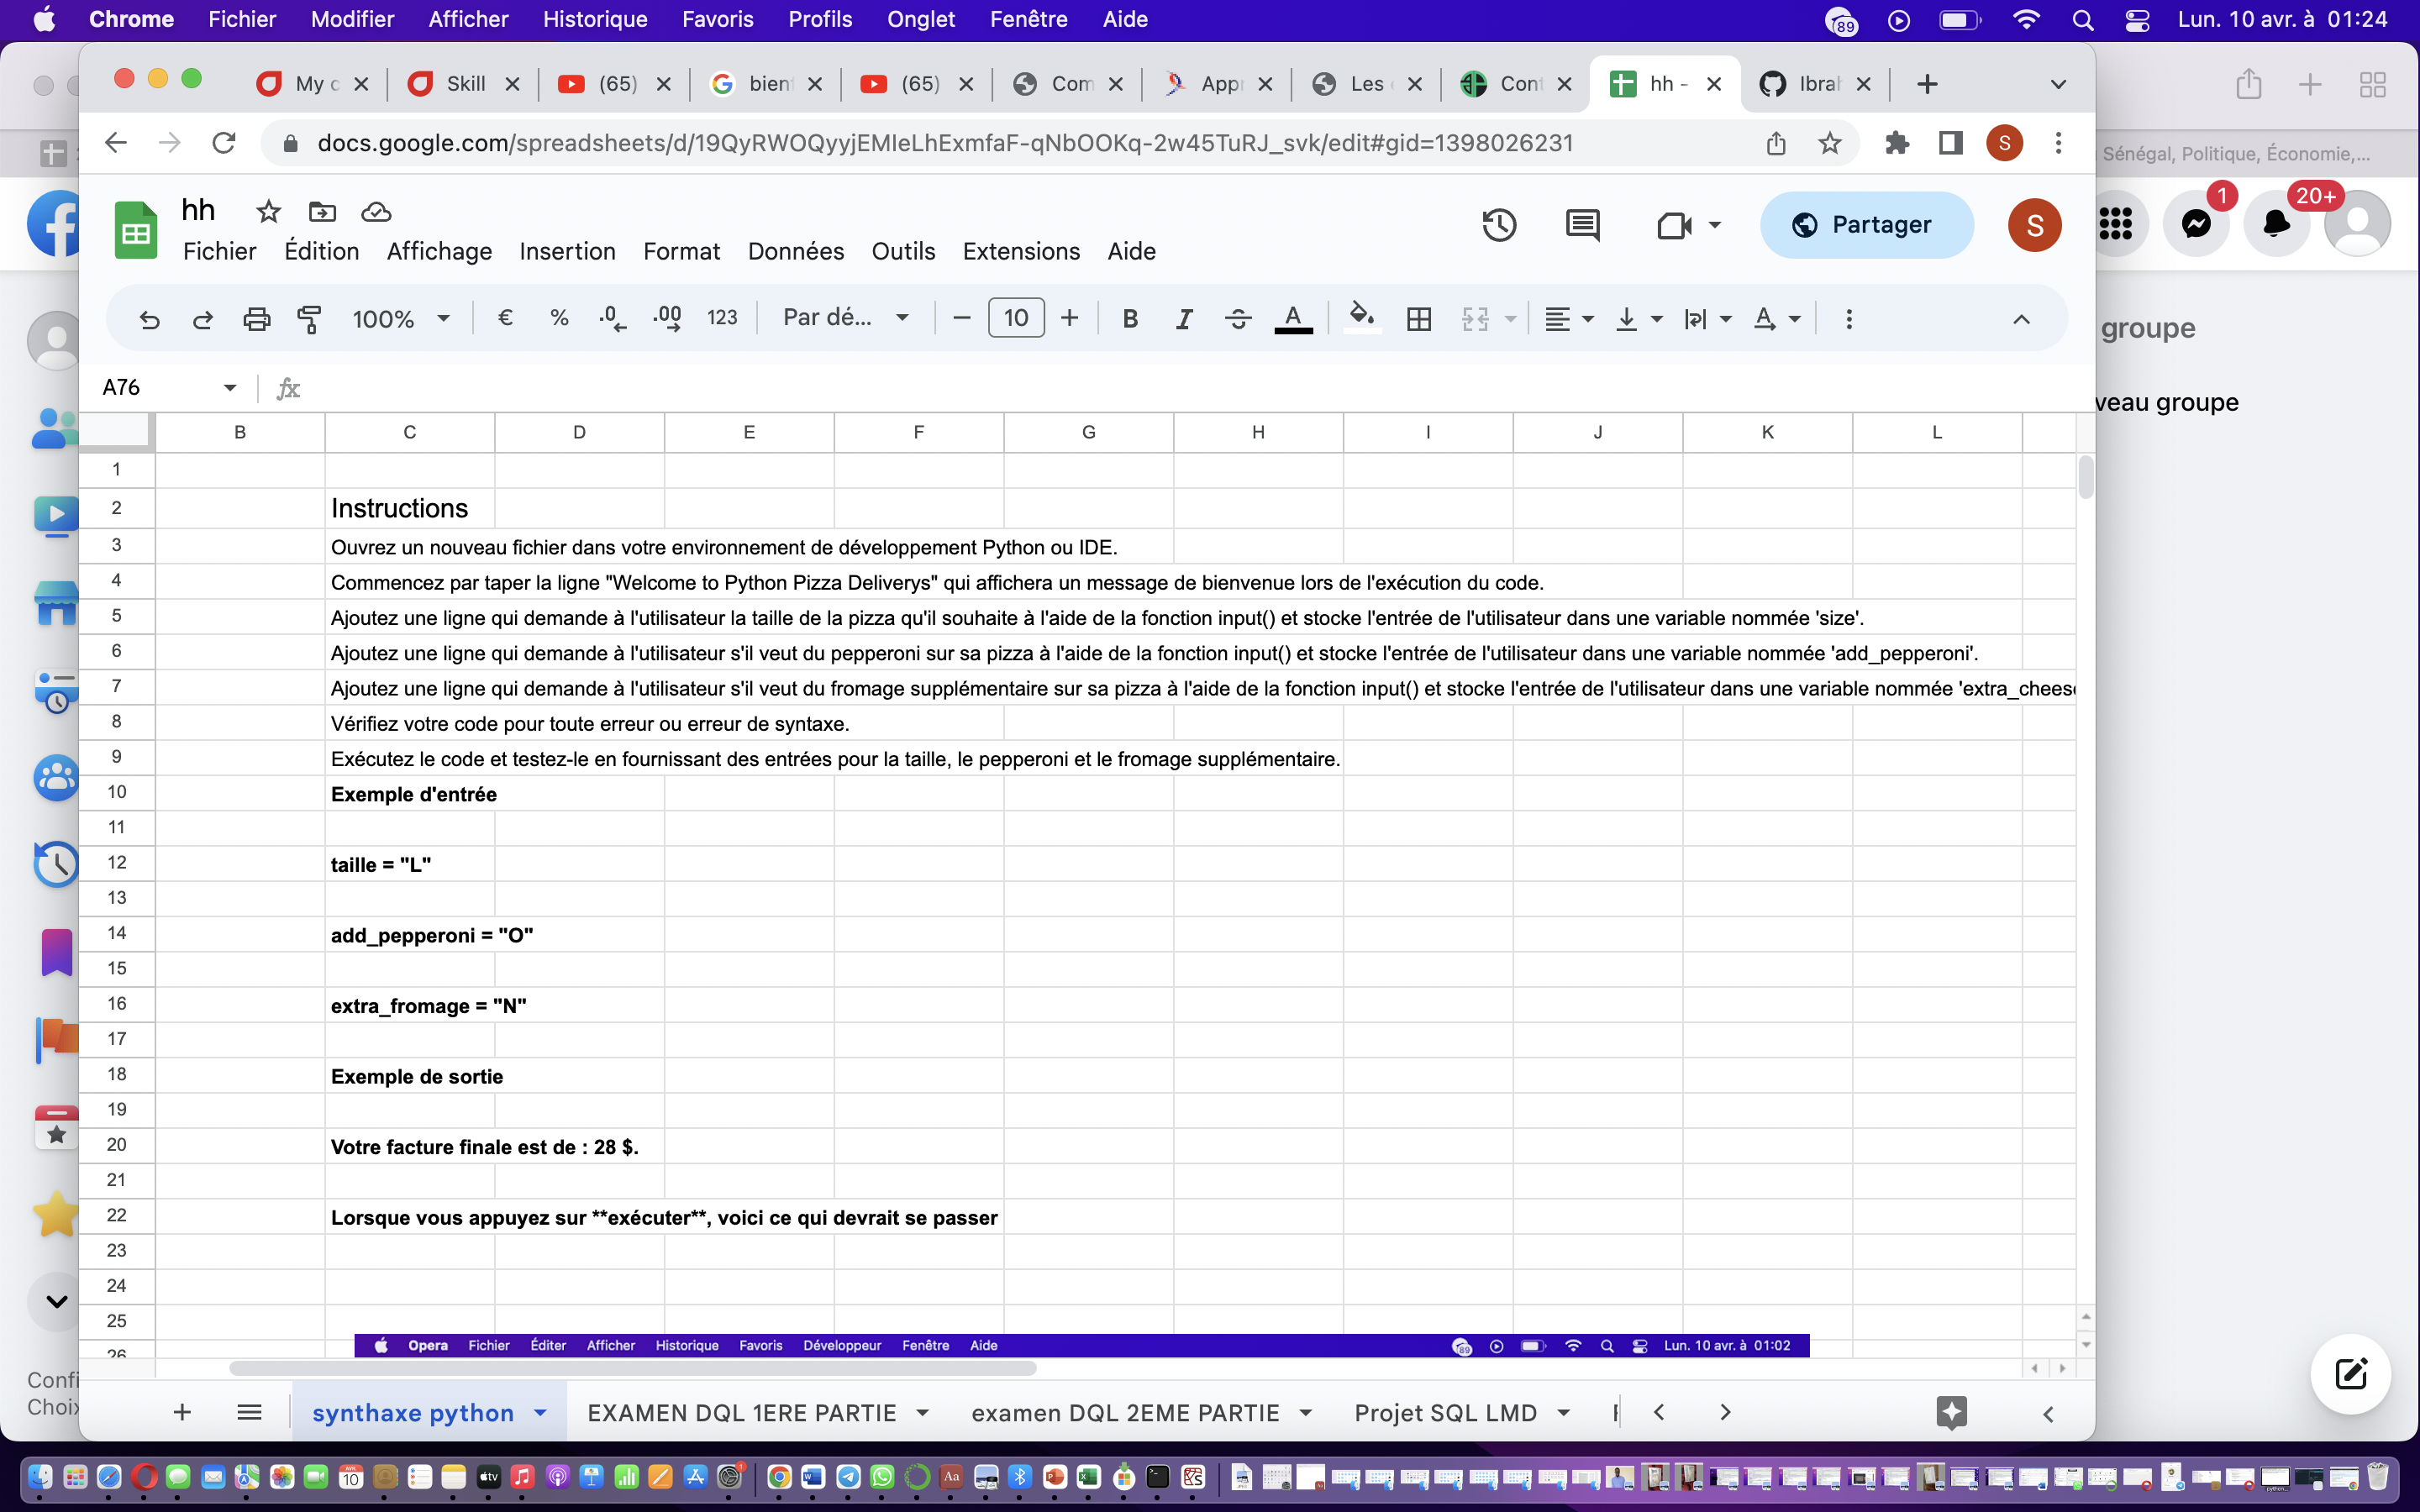 Chrome Fichier Modifier Afficher Historique Favoris Profils Onglet Fenêtre Aide 89 Lun. 10 avr. à 01:24
My Skill (65) bien (65) Com App Les Con hh - Ibra
docs.google.com/spreadsheets/d/19QyRWOQyyjEMIeLhExmfaF-qNbOOKq-2w45TuRJ_svk/edit#gid=1398026231 S
Sénégal, Politique, Économie,...
hh
Fichier Édition Affichage Insertion Format Données Outils Extensions Aide
Partager S
1 20+
100% € % .0 .00 123 Par dé... 10 B I A
groupe
A76 fx
veau groupe
B C D E F G H I J K L
1
2 Instructions
3 Ouvrez un nouveau fichier dans votre environnement de développement Python ou IDE.
4 Commencez par taper la ligne "Welcome to Python Pizza Deliverys" qui affichera un message de bienvenue lors de l'exécution du code.
5 Ajoutez une ligne qui demande à l'utilisateur la taille de la pizza qu'il souhaite à l'aide de la fonction input() et stocke l'entrée de l'utilisateur dans une variable nommée 'size'.
6 Ajoutez une ligne qui demande à l'utilisateur s'il veut du pepperoni sur sa pizza à l'aide de la fonction input() et stocke l'entrée de l'utilisateur dans une variable nommée 'add_pepperoni'.
7 Ajoutez une ligne qui demande à l'utilisateur s'il veut du fromage supplémentaire sur sa pizza à l'aide de la fonction input() et stocke l'entrée de l'utilisateur dans une variable nommée 'extra_chees
8 Vérifiez votre code pour toute erreur ou erreur de syntaxe.
9 Exécutez le code et testez-le en fournissant des entrées pour la taille, le pepperoni et le fromage supplémentaire.
10 Exemple d'entrée
11
12 taille = "L"
13
14 add_pepperoni = "O"
15
16 extra_fromage = "N"
17
18 Exemple de sortie
19
20 Votre facture finale est de : 28 $.
21
22 Lorsque vous appuyez sur **exécuter**, voici ce qui devrait se passer
23
24
25
26 Opera Fichier Éditer Afficher Historique Favoris Développeur Fenêtre Aide 89 Lun. 10 avr. à 01:02
Confi
Choix
synthaxe python EXAMEN DQL 1ERE PARTIE examen DQL 2EME PARTIE Projet SQL LMD
10 tv Aa